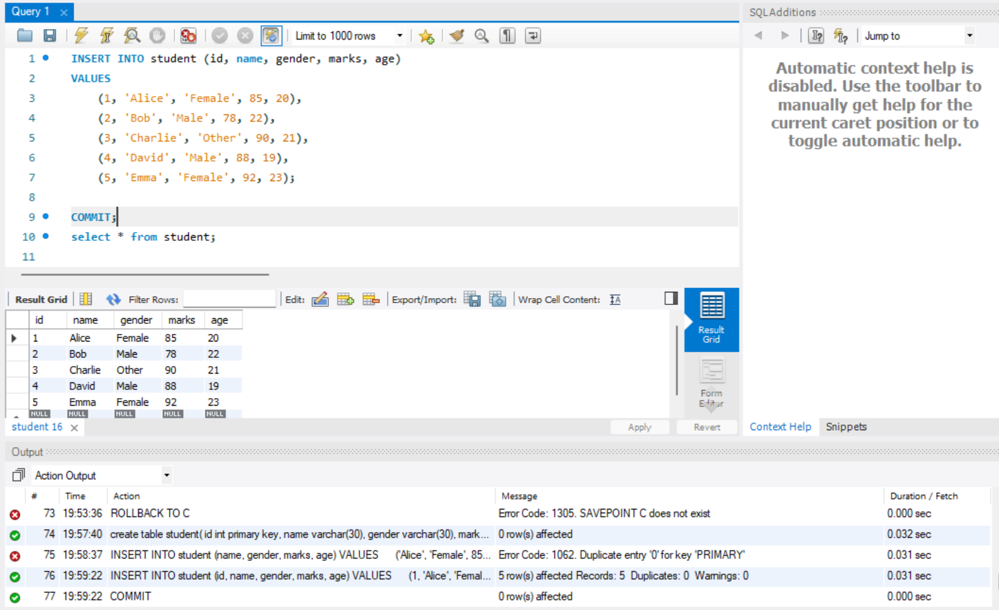 Query 1
SQLAdditions
Limit to 1000 rows
Jump to
1 INSERT INTO student (id, name, gender, marks, age)
2 VALUES
3 (1, 'Alice', 'Female', 85, 20),
4 (2, 'Bob', 'Male', 78, 22),
5 (3, 'Charlie', 'Other', 90, 21),
6 (4, 'David', 'Male', 88, 19),
7 (5, 'Emma', 'Female', 92, 23);
8
9 COMMIT;
10 select * from student;
11
Automatic context help is
disabled. Use the toolbar to
manually get help for the
current caret position or to
toggle automatic help.
Result Grid Filter Rows: Edit: Export/Import: Wrap Cell Content:
id name gender marks age
1 Alice Female 85 20
2 Bob Male 78 22
3 Charlie Other 90 21
4 David Male 88 19
5 Emma Female 92 23
NULL NULL NULL NULL NULL
Result
Grid
Form
Editor
student 16
Apply Revert
Context Help Snippets
Output
Action Output
# Time Action Message Duration / Fetch
73 19:53:36 ROLLBACK TO C Error Code: 1305. SAVEPOINT C does not exist 0.000 sec
74 19:57:40 create table student( id int primary key, name varchar(30), gender varchar(30), mark... 0 row(s) affected 0.032 sec
75 19:58:37 INSERT INTO student (name, gender, marks, age) VALUES ('Alice', 'Female', 85... Error Code: 1062. Duplicate entry '0' for key 'PRIMARY' 0.031 sec
76 19:59:22 INSERT INTO student (id, name, gender, marks, age) VALUES (1, 'Alice', 'Femal... 5 row(s) affected Records: 5 Duplicates: 0 Warnings: 0 0.031 sec
77 19:59:22 COMMIT 0 row(s) affected 0.000 sec